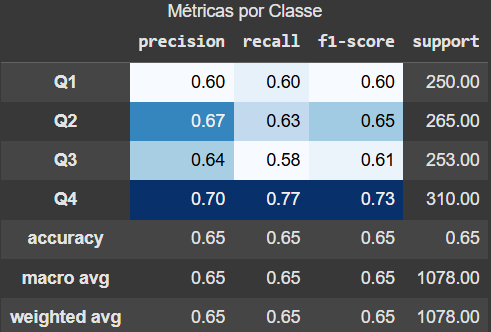 Métricas por Classe
precision recall f1-score support
Q1 0.60 0.60 0.60 250.00
Q2 0.67 0.63 0.65 265.00
Q3 0.64 0.58 0.61 253.00
Q4 0.70 0.77 0.73 310.00
accuracy 0.65 0.65 0.65 0.65
macro avg 0.65 0.65 0.65 1078.00
weighted avg 0.65 0.65 0.65 1078.00